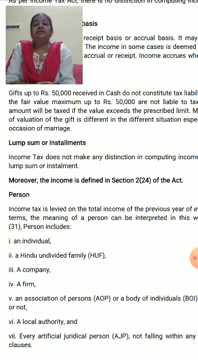 As per Income Tax Act, there is no distinction in computing
basis
receipt basis or accrual basis. It may
The income in some cases is deemed
accrual or receipt. Income accrues
Gifts up to Rs. 50,000 received in Cash do not constitute tax
the fair value maximum up to Rs. 50,000 are not liable to
amount will be taxed if the value exceeds the prescribed limit. M
of valuation of the gift is different in the different situation
occasion of marriage.
Lump sum or Installments
Income Tax does not make any distinction in computing
lump sum or instalment.
Moreover, the income is defined in Section 2(24) of the Act.
Person
Income tax is levied on the total income of the previous year of
terms, the meaning of a person can be interpreted in this
(31), Person includes:
i. an individual,
ii. a Hindu undivided family (HUF),
iii. A company,
iv. A firm,
v. an association of persons (AOP) or a body of individuals (BOI)
or not,
vi. A local authority, and
vii. Every artificial juridical person (AJP), not falling within any
clauses.